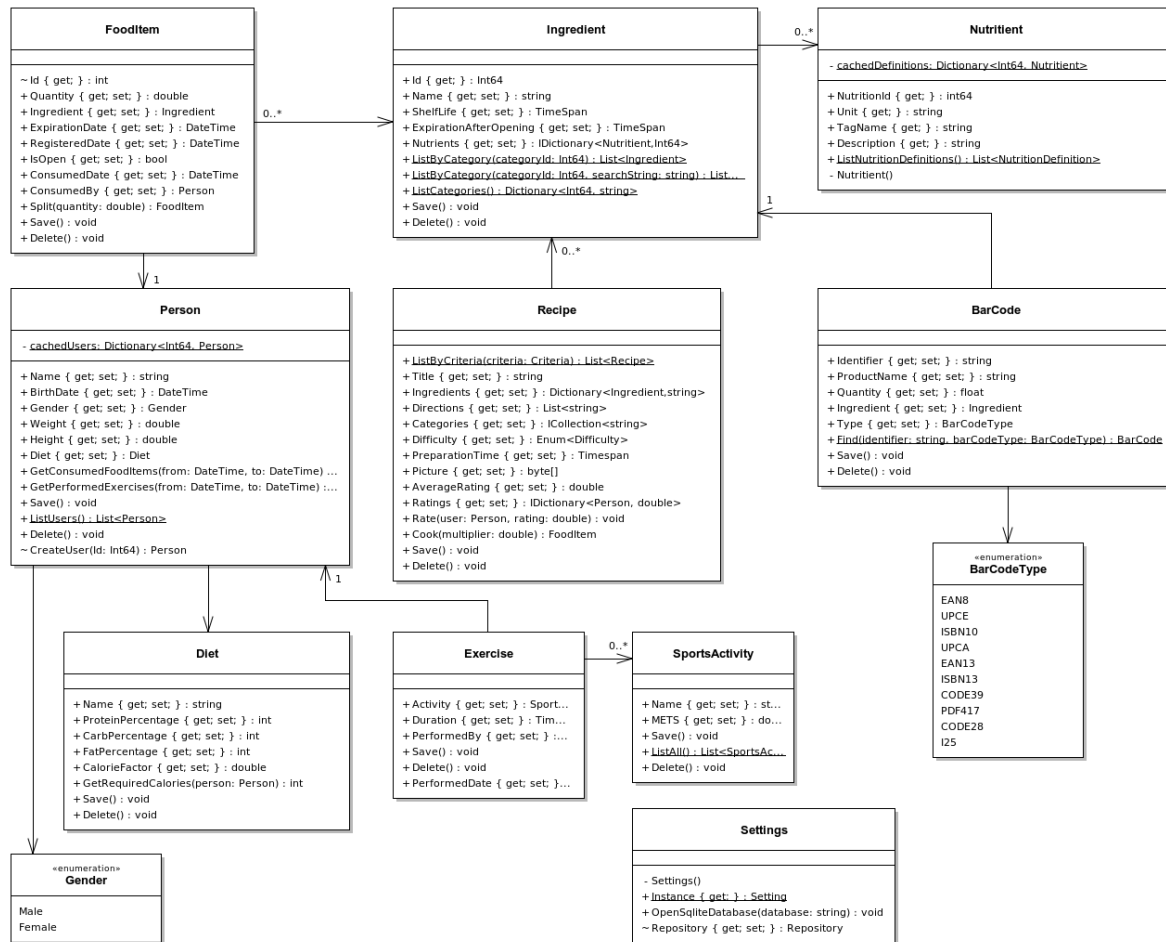 FoodItem
~ Id { get; } : int
+ Quantity { get; set; } : double
+ Ingredient { get; set; } : Ingredient
+ ExpirationDate { get; set; } : DateTime
+ RegisteredDate { get; set; } : DateTime
+ IsOpen { get; set; } : bool
+ ConsumedDate { get; set; } : DateTime
+ ConsumedBy { get; set; } : Person
+ Split(quantity: double) : FoodItem
+ Save() : void
+ Delete() : void
0..*
1
Ingredient
+ Id { get; } : Int64
+ Name { get; set; } : string
+ ShelfLife { get; set; } : TimeSpan
+ ExpirationAfterOpening { get; set; } : TimeSpan
+ Nutrients { get; set; } : IDictionary<Nutrient,Int64>
+ ListByCategory(categoryId: Int64) : List<Ingredient>
+ ListByCategory(categoryId: Int64, searchString: string) : List...
+ ListCategories() : Dictionary<Int64, string>
+ Save() : void
+ Delete() : void
0..*
Nutritient
- cachedDefinitions: Dictionary<Int64, Nutritient>
+ NutritionId { get; } : int64
+ Unit { get; } : string
+ TagName { get; } : string
+ Description { get; } : string
+ ListNutritionDefinitions() : List<NutritionDefinition>
- Nutritient()
1
0..*
Person
- cachedUsers: Dictionary<Int64, Person>
+ Name { get; set; } : string
+ BirthDate { get; set; } : DateTime
+ Gender { get; set; } : Gender
+ Weight { get; set; } : double
+ Height { get; set; } : double
+ Diet { get; set; } : Diet
+ GetConsumedFoodItems(from: DateTime, to: DateTime) ...
+ GetPerformedExercises(from: DateTime, to: DateTime) :...
+ Save() : void
+ ListUsers() : List<Person>
+ Delete() : void
~ CreateUser(Id: Int64) : Person
1
Recipe
+ ListByCriteria(criteria: Criteria) : List<Recipe>
+ Title { get; set; } : string
+ Ingredients { get; set; } : Dictionary<Ingredient,string>
+ Directions { get; set; } : List<string>
+ Categories { get; set; } : ICollection<string>
+ Difficulty { get; set; } : Enum<Difficulty>
+ PreparationTime { get; set; } : Timespan
+ Picture { get; set; } : byte[]
+ AverageRating { get; set; } : double
+ Ratings { get; set; } : IDictionary<Person, double>
+ Rate(user: Person, rating: double) : void
+ Cook(multiplier: double) : FoodItem
+ Save() : void
+ Delete() : void
BarCode
+ Identifier { get; set; } : string
+ ProductName { get; set; } : string
+ Quantity { get; set; } : float
+ Ingredient { get; set; } : Ingredient
+ Type { get; set; } : BarCodeType
+ Find(identifier: string, barCodeType: BarCodeType) : BarCode
+ Save() : void
+ Delete() : void
«enumeration»
BarCodeType
EAN8
UPCE
ISBN10
UPCA
EAN13
ISBN13
CODE39
PDF417
CODE28
I25
Diet
+ Name { get; set; } : string
+ ProteinPercentage { get; set; } : int
+ CarbPercentage { get; set; } : int
+ FatPercentage { get; set; } : int
+ CalorieFactor { get; set; } : double
+ GetRequiredCalories(person: Person) : int
+ Save() : void
+ Delete() : void
Exercise
+ Activity { get; set; } : Sport...
+ Duration { get; set; } : Tim...
+ PerformedBy { get; set; } :...
+ Save() : void
+ Delete() : void
+ PerformedDate { get; set; }...
0..*
SportsActivity
+ Name { get; set; } : st...
+ METS { get; set; } : do...
+ Save() : void
+ ListAll() : List<SportsAc...
+ Delete() : void
Settings
- Settings()
+ Instance { get; } : Setting
+ OpenSqliteDatabase(database: string) : void
~ Repository { get; set; } : Repository
«enumeration»
Gender
Male
Female